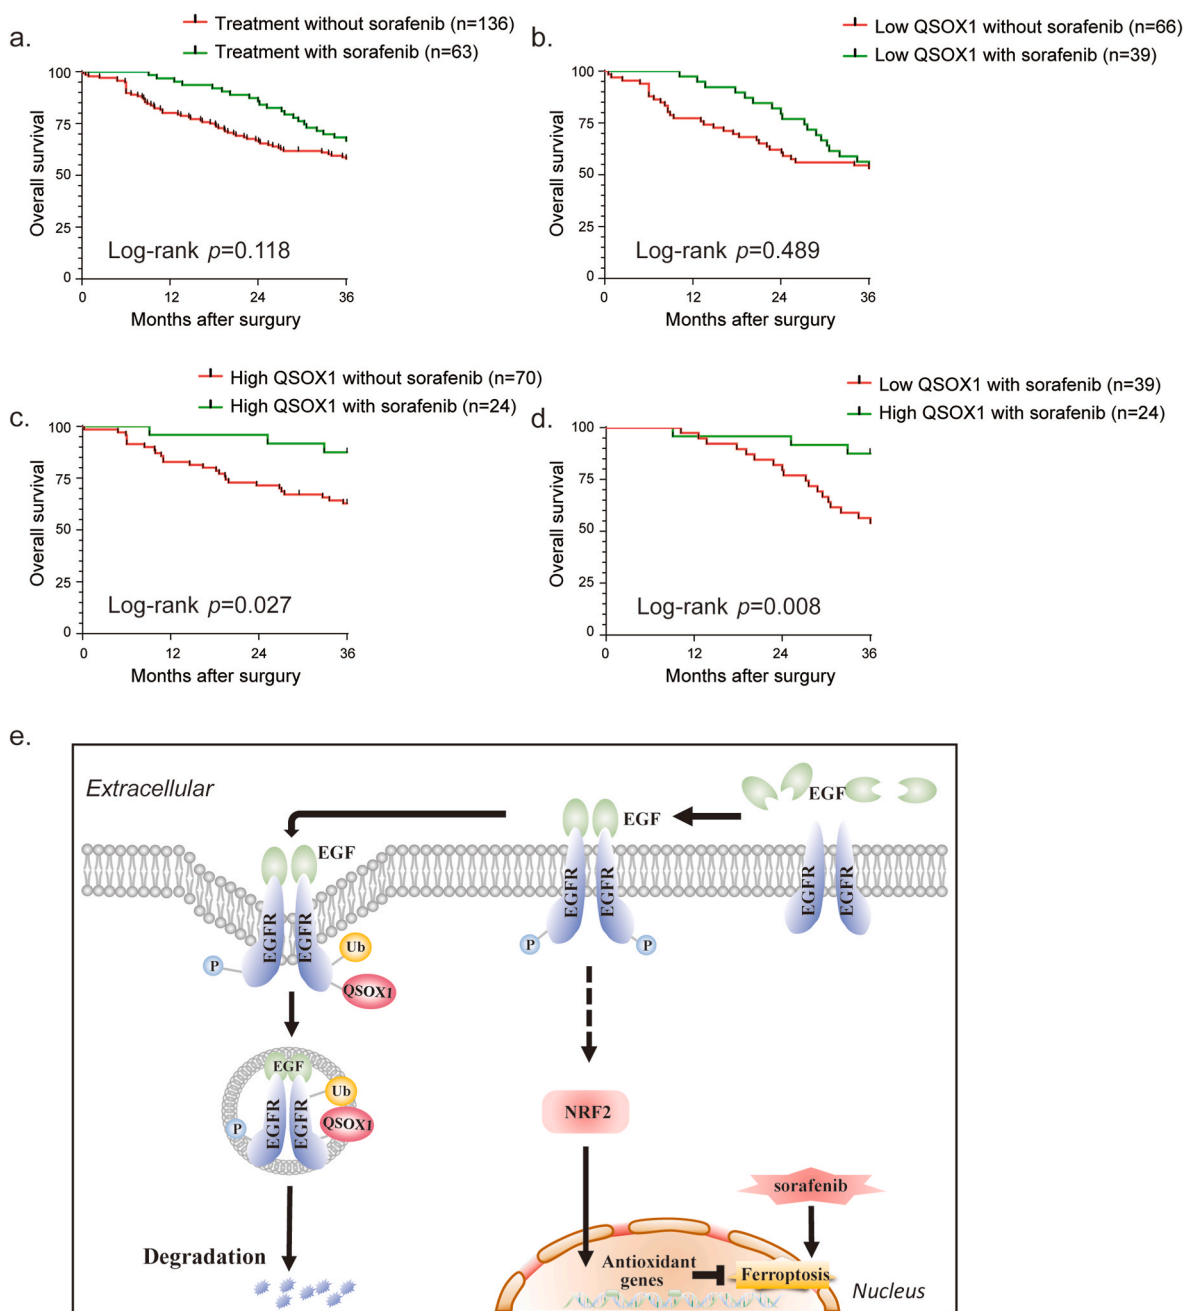 a.
Treatment without sorafenib (n=136)
Treatment with sorafenib (n=63)
100
75
50
25
0
Overall survival
Log-rank p=0.118
0 12 24 36
Months after surgury
b.
Low QSOX1 without sorafenib (n=66)
Low QSOX1 with sorafenib (n=39)
100
75
50
25
0
Overall survival
Log-rank p=0.489
0 12 24 36
Months after surgury
c.
High QSOX1 without sorafenib (n=70)
High QSOX1 with sorafenib (n=24)
100
75
50
25
0
Overall survival
Log-rank p=0.027
0 12 24 36
Months after surgury
d.
Low QSOX1 with sorafenib (n=39)
High QSOX1 with sorafenib (n=24)
100
75
50
25
0
Overall survival
Log-rank p=0.008
0 12 24 36
Months after surgury
e.
Extracellular
EGF
EGFR
EGFR
EGF
EGFR
EGFR
P
P
EGF
EGFR
EGFR
P
Ub
QSOX1
EGF
EGFR
EGFR
P
Ub
QSOX1
Degradation
NRF2
sorafenib
Antioxidant
genes
Ferroptosis
Nucleus